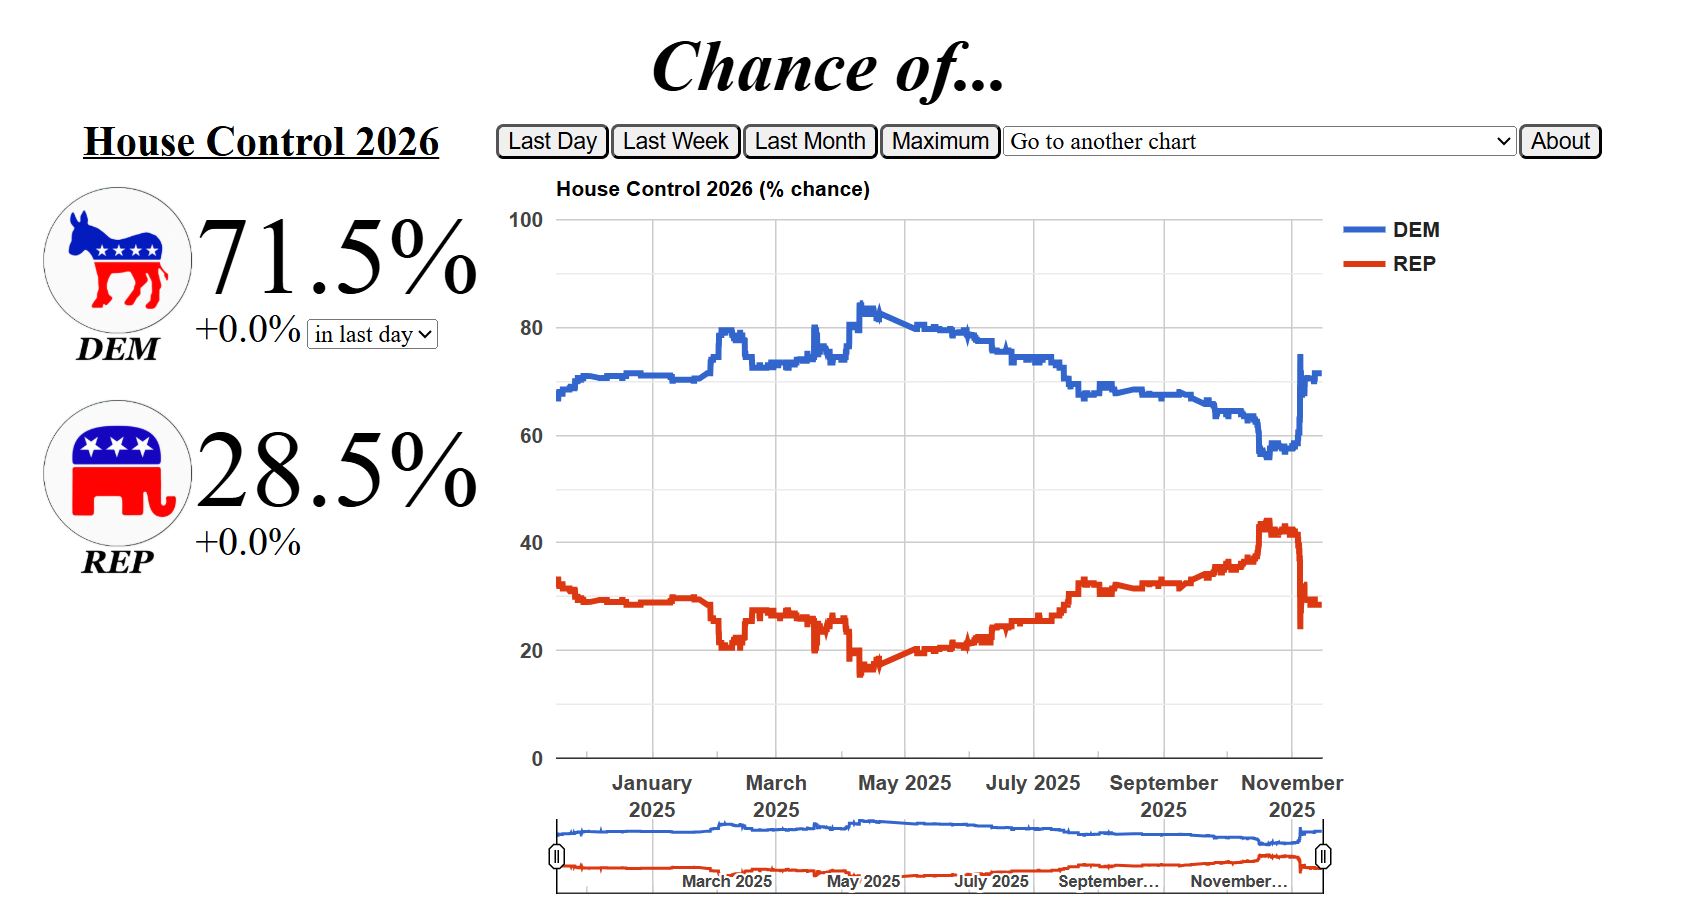 Chance of...
House Control 2026
Last Day Last Week Last Month Maximum Go to another chart About
House Control 2026 (% chance)
71.5%
+0.0% in last day
DEM
28.5%
+0.0%
REP
100
80
60
40
20
0
DEM
REP
January 2025
March 2025
May 2025
July 2025
September 2025
November 2025
March 2025 May 2025 July 2025 September... November...